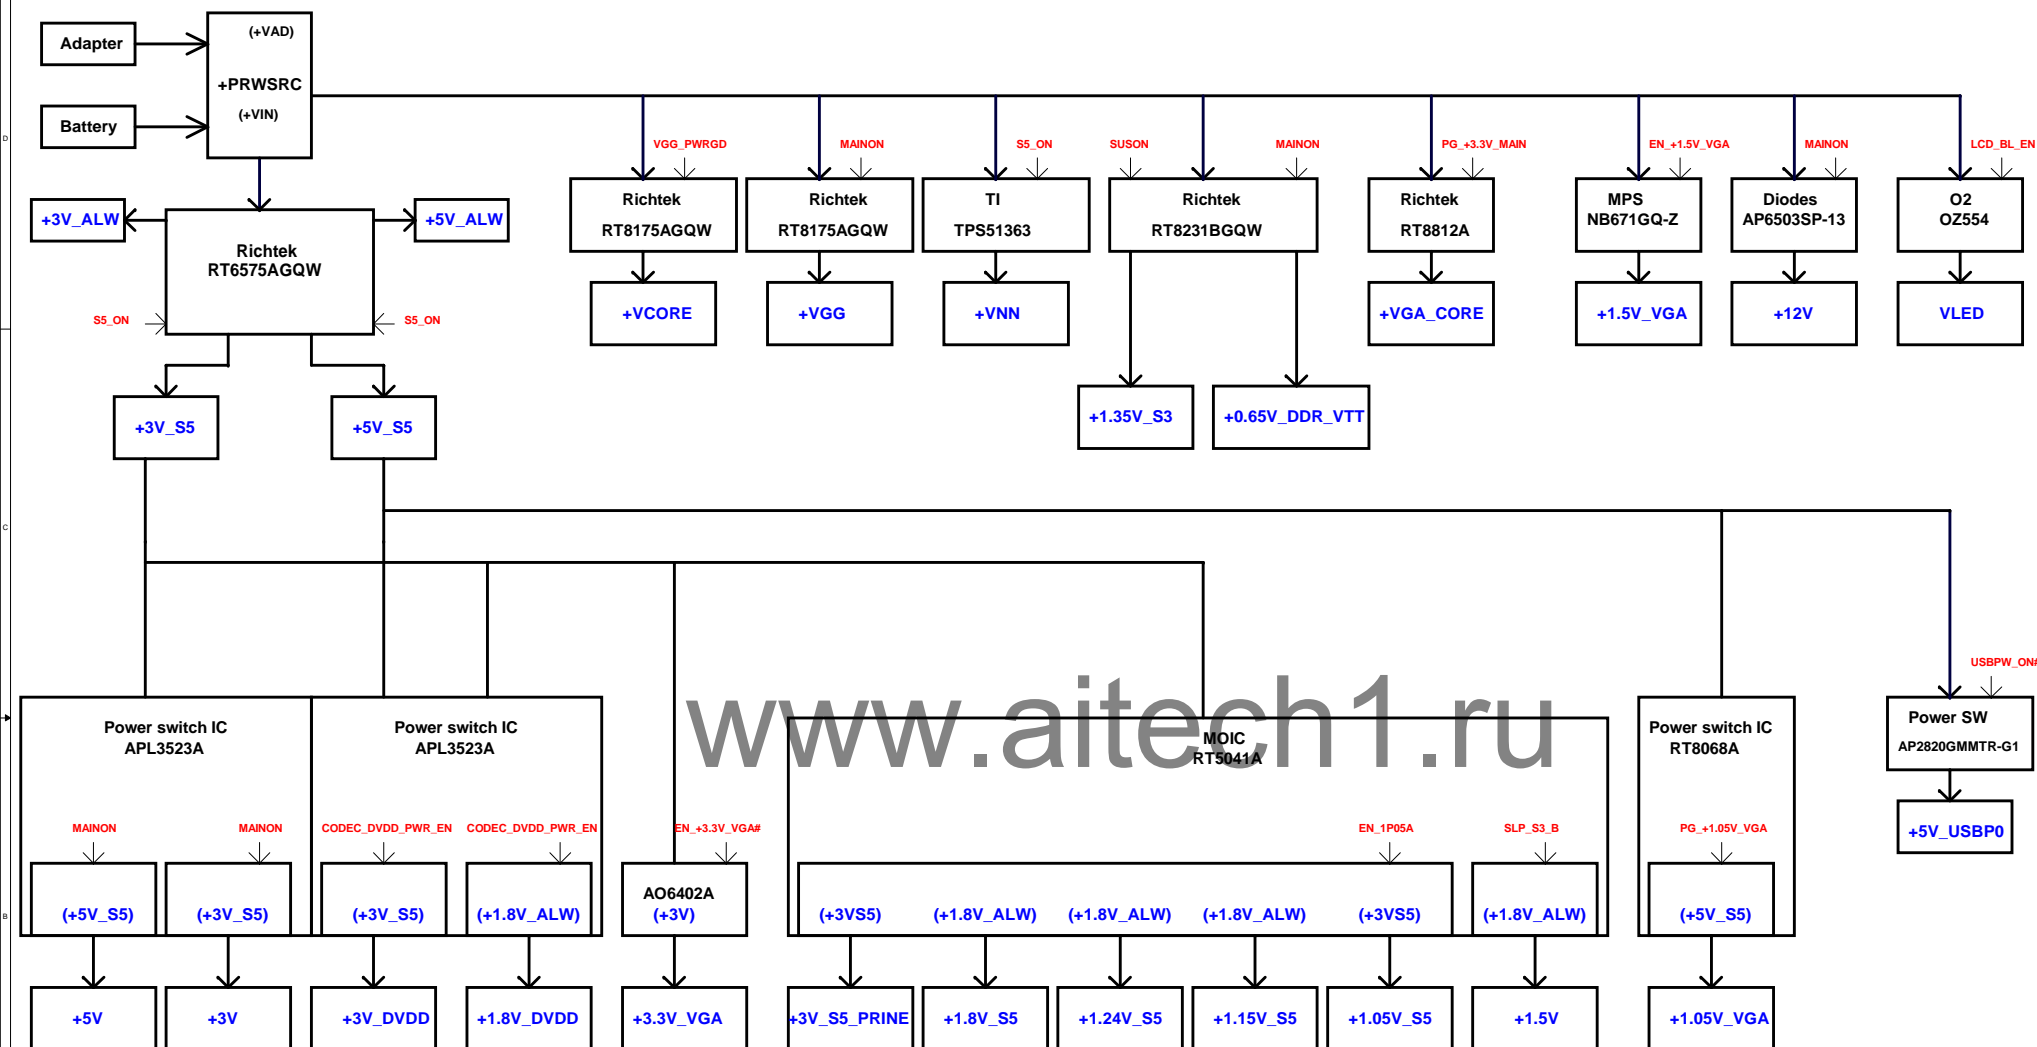 Adapter
(+VAD)
+PRWSRC
(+VIN)
Battery
D
VGG_PWRGD
MAINON
S5_ON
SUSON
MAINON
PG_+3.3V_MAIN
EN_+1.5V_VGA
MAINON
LCD_BL_EN
+3V_ALW
Richtek
RT6575AGQW
+5V_ALW
Richtek
RT8175AGQW
Richtek
RT8175AGQW
TI
TPS51363
Richtek
RT8231BGQW
Richtek
RT8812A
MPS
NB671GQ-Z
Diodes
AP6503SP-13
O2
OZ554
S5_ON
S5_ON
+VCORE
+VGG
+VNN
+VGA_CORE
+1.5V_VGA
+12V
VLED
+3V_S5
+5V_S5
+1.35V_S3
+0.65V_DDR_VTT
C
USBPW_ON#
www.aitech1.ru
Power switch IC
APL3523A
Power switch IC
APL3523A
MOIC
RT5041A
Power switch IC
RT8068A
Power SW
AP2820GMMTR-G1
MAINON
MAINON
CODEC_DVDD_PWR_EN
CODEC_DVDD_PWR_EN
EN_+3.3V_VGA#
EN_1P05A
SLP_S3_B
PG_+1.05V_VGA
+5V_USBP0
B
(+5V_S5)
(+3V_S5)
(+3V_S5)
(+1.8V_ALW)
AO6402A
(+3V)
(+3VS5)
(+1.8V_ALW)
(+1.8V_ALW)
(+1.8V_ALW)
(+3VS5)
(+1.8V_ALW)
(+5V_S5)
+5V
+3V
+3V_DVDD
+1.8V_DVDD
+3.3V_VGA
+3V_S5_PRINE
+1.8V_S5
+1.24V_S5
+1.15V_S5
+1.05V_S5
+1.5V
+1.05V_VGA